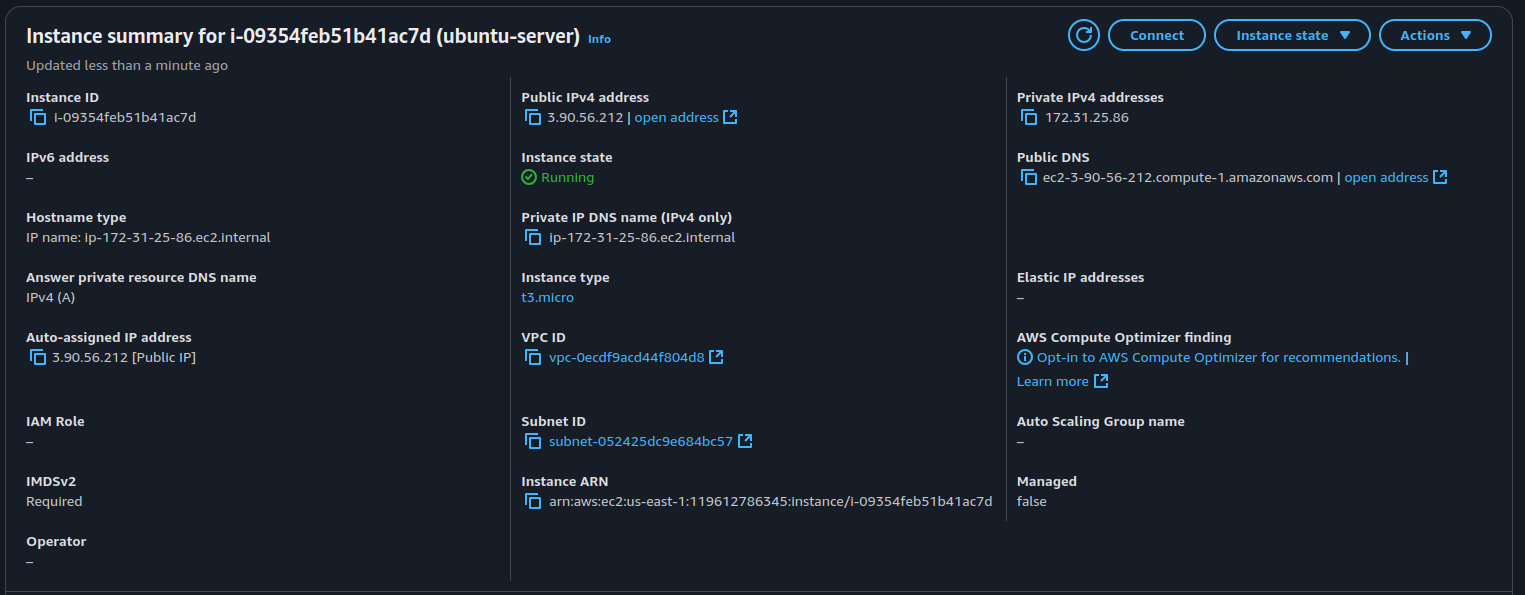 Instance summary for i-09354feb51b41ac7d (ubuntu-server) Info
Connect
Instance state
Actions
Updated less than a minute ago
Instance ID
i-09354feb51b41ac7d
Public IPv4 address
3.90.56.212 | open address
Private IPv4 addresses
172.31.25.86
IPv6 address
–
Instance state
Running
Public DNS
ec2-3-90-56-212.compute-1.amazonaws.com | open address
Hostname type
IP name: ip-172-31-25-86.ec2.internal
Private IP DNS name (IPv4 only)
ip-172-31-25-86.ec2.internal
Answer private resource DNS name
IPv4 (A)
Instance type
t3.micro
Elastic IP addresses
–
Auto-assigned IP address
3.90.56.212 [Public IP]
VPC ID
vpc-0ecdf9acd44f804d8
AWS Compute Optimizer finding
Opt-in to AWS Compute Optimizer for recommendations. |
Learn more
IAM Role
–
Subnet ID
subnet-052425dc9e684bc57
Auto Scaling Group name
–
IMDSv2
Required
Instance ARN
arn:aws:ec2:us-east-1:119612786345:instance/i-09354feb51b41ac7d
Managed
false
Operator
–